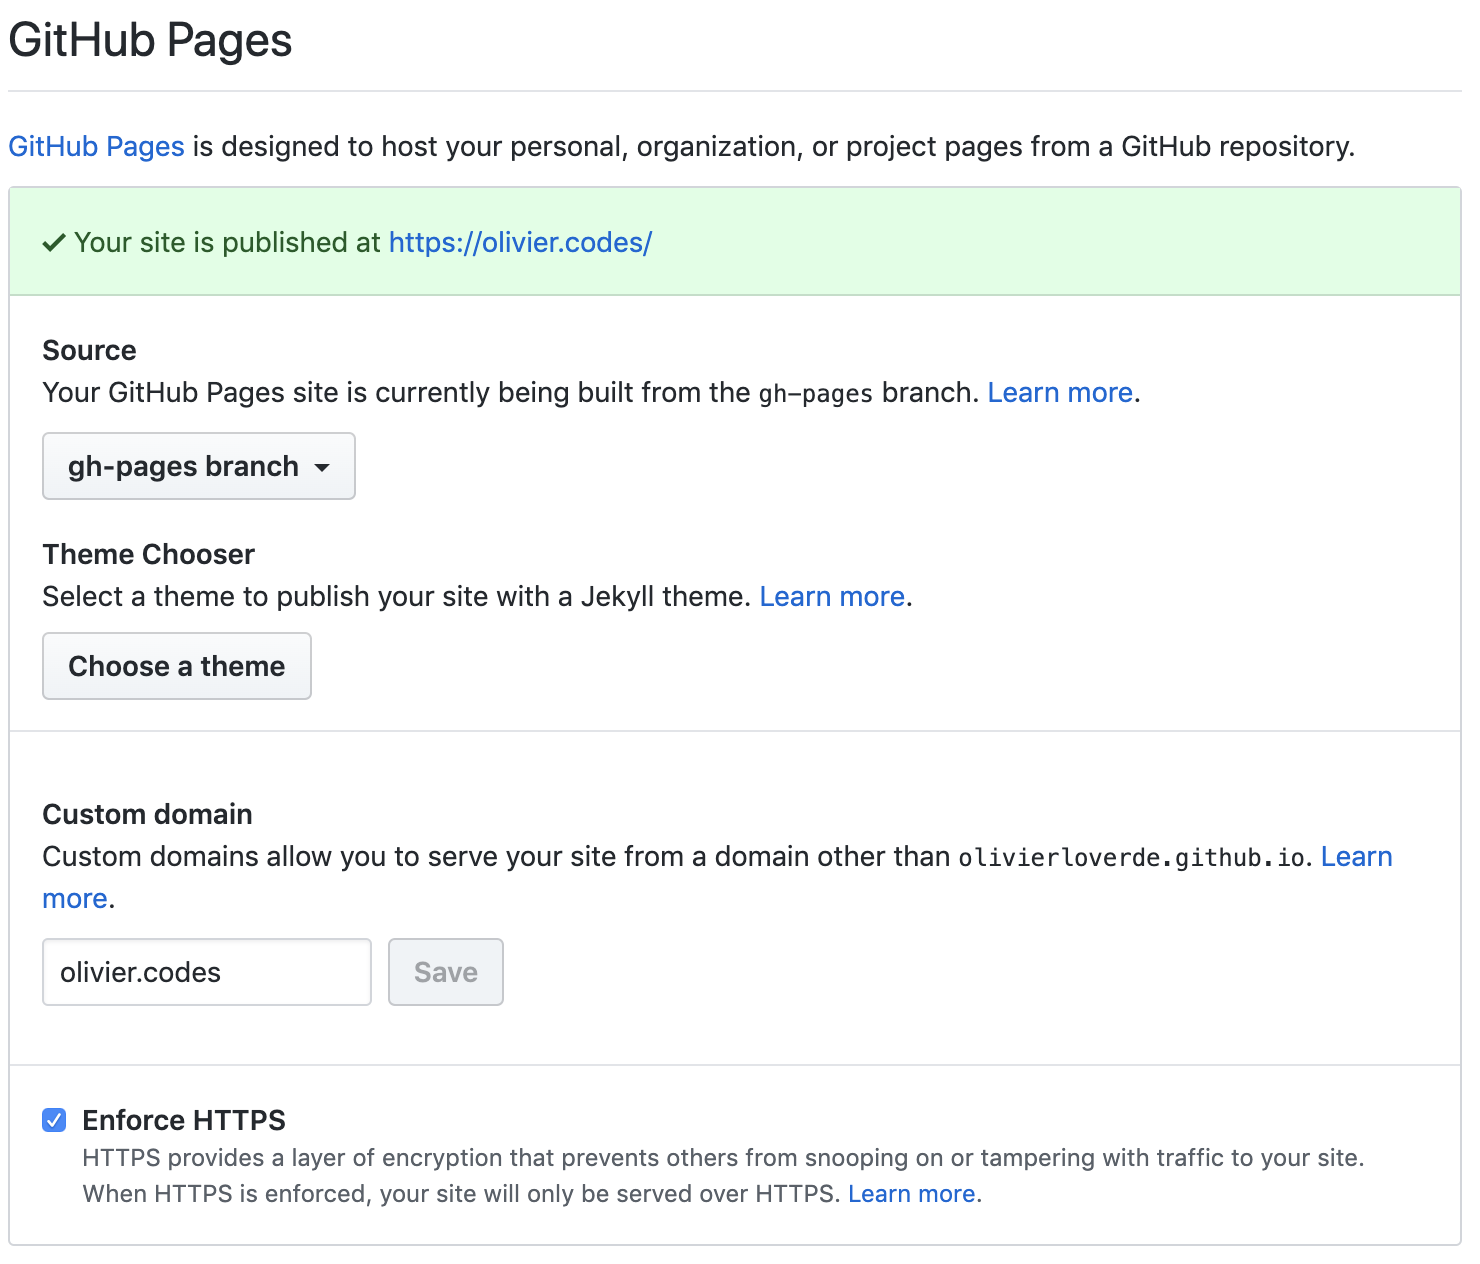 GitHub Pages
GitHub Pages is designed to host your personal, organization, or project pages from a GitHub repository.
Your site is published at https://olivier.codes/
Source
Your GitHub Pages site is currently being built from the gh-pages branch. Learn more.
gh-pages branch
Theme Chooser
Select a theme to publish your site with a Jekyll theme. Learn more.
Choose a theme
Custom domain
Custom domains allow you to serve your site from a domain other than olivierloverde.github.io. Learn
more.
olivier.codes Save
Enforce HTTPS
HTTPS provides a layer of encryption that prevents others from snooping on or tampering with traffic to your site.
When HTTPS is enforced, your site will only be served over HTTPS. Learn more.